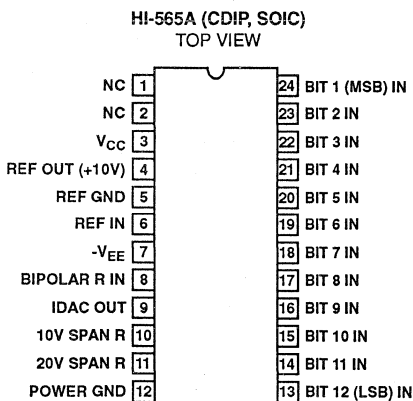 HI-565A (CDIP, SOIC)
TOP VIEW
NC 1 24 BIT 1 (MSB) IN
NC 2 23 BIT 2 IN
VCC 3 22 BIT 3 IN
REF OUT (+10V) 4 21 BIT 4 IN
REF GND 5 20 BIT 5 IN
REF IN 6 19 BIT 6 IN
-VEE 7 18 BIT 7 IN
BIPOLAR R IN 8 17 BIT 8 IN
IDAC OUT 9 16 BIT 9 IN
10V SPAN R 10 15 BIT 10 IN
20V SPAN R 11 14 BIT 11 IN
POWER GND 12 13 BIT 12 (LSB) IN